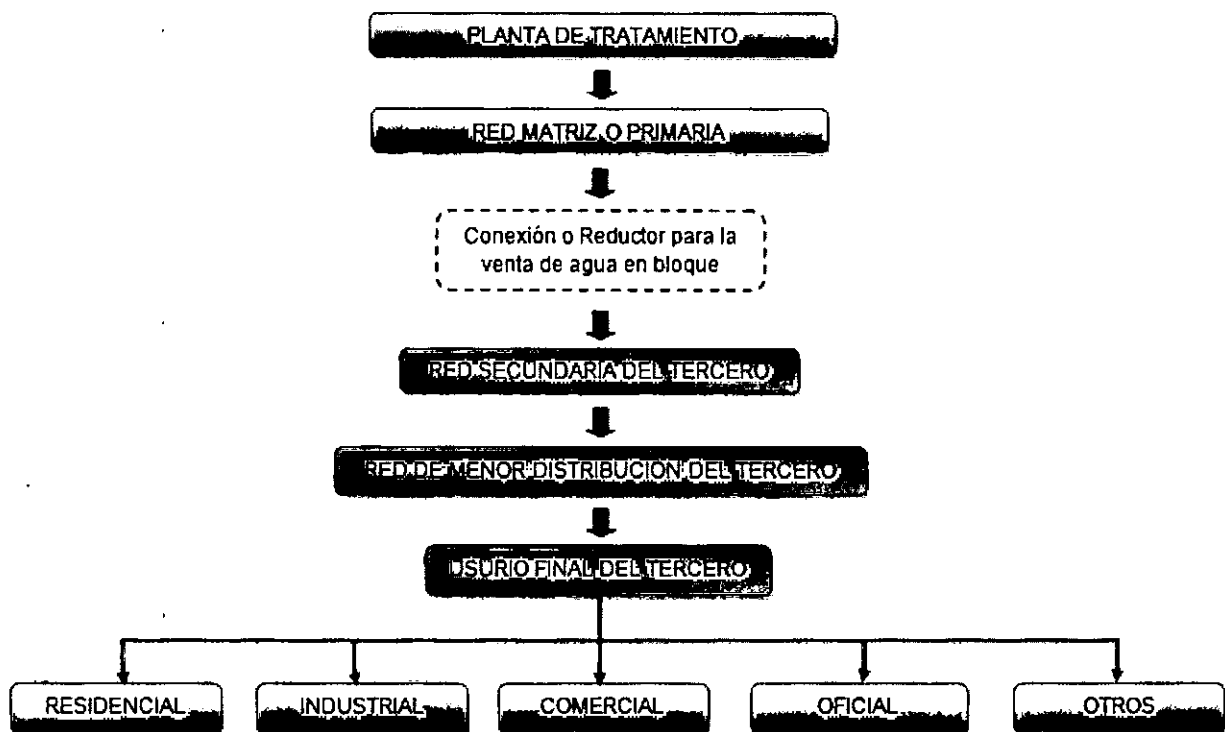 PLANTA DE TRATAMIENTO
RED MATRIZ O PRIMARIA
Conexión o Reductor para la
venta de agua en bloque
RED SECUNDARIA DEL TERCERO
RED DE MENOR DISTRIBUCION DEL TERCERO
USURIO FINAL DEL TERCERO
RESIDENCIAL
INDUSTRIAL
COMERCIAL
OFICIAL
OTROS